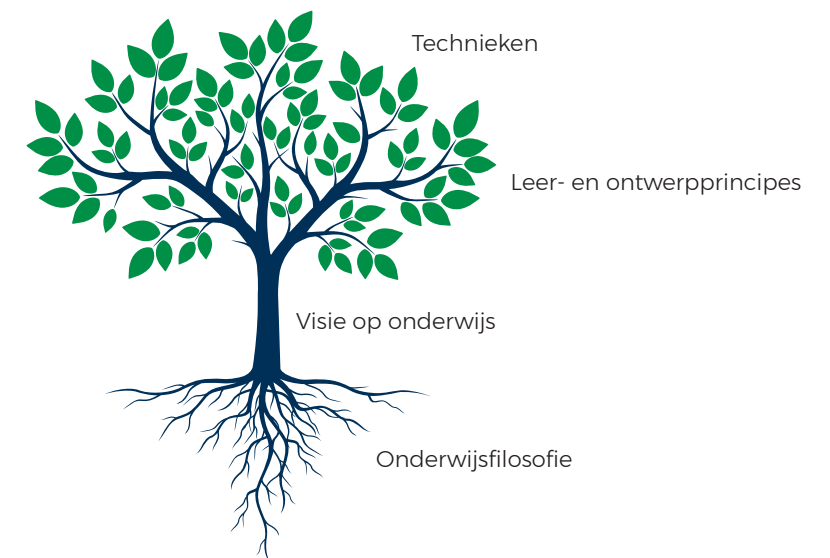 Technieken
Leer- en ontwerpprincipes
Visie op onderwijs
Onderwijsfilosofie